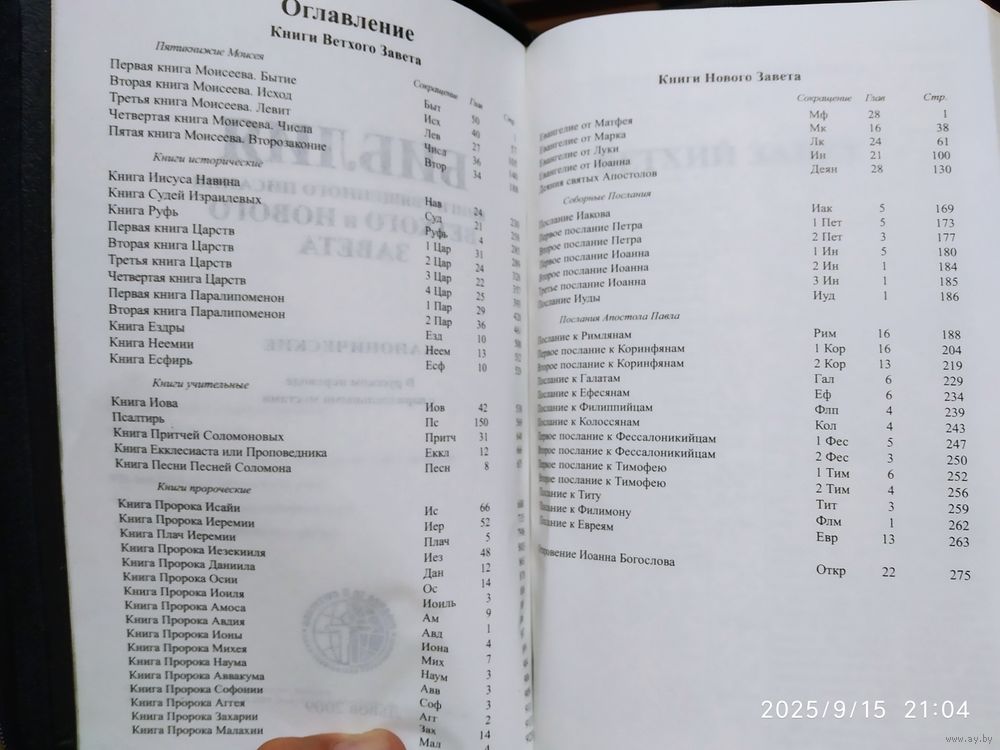 Оглавление
Книги Ветхого Завета
Пятикнижие Моисея Сокращение Глав Стр
Первая книга Моисеева. Бытие Быт 50
Вторая книга Моисеева. Исход Исх 40
Третья книга Моисеева. Левит Лев 27
Четвертая книга Моисеева. Числа Числ 36
Пятая книга Моисеева. Второзаконие Втор 34
Книги исторические
Книга Иисуса Навина Нав 24
Книга Судей Израилевых Суд 21
Книга Руфь Руфь 4
Первая книга Царств 1 Цар 31
Вторая книга Царств 2 Цар 24
Третья книга Царств 3 Цар 22
Четвертая книга Царств 4 Цар 25
Первая книга Паралипоменон 1 Пар 29
Вторая книга Паралипоменон 2 Пар 36
Книга Ездры Езд 10
Книга Неемии Неем 13
Книга Есфирь Есф 10
Книги учительные
Книга Иова Иов 42
Псалтирь Пс 150
Книга Притчей Соломоновых Притч 31
Книга Екклесиаста или Проповедника Еккл 12
Книга Песни Песней Соломона Песн 8
Книги пророческие
Книга Пророка Исайи Ис 66
Книга Пророка Иеремии Иер 52
Книга Плач Иеремии Плач 5
Книга Пророка Иезекииля Иез 48
Книга Пророка Даниила Дан 12
Книга Пророка Осии Ос 14
Книга Пророка Иоиля Иоиль 3
Книга Пророка Амоса Ам 9
Книга Пророка Авдия Авд 1
Книга Пророка Ионы Иона 4
Книга Пророка Михея Мих 7
Книга Пророка Наума Наум 3
Книга Пророка Аввакума Авв 3
Книга Пророка Софонии Соф 3
Книга Пророка Аггея Агг 2
Книга Пророка Захарии Зах 14
Книга Пророка Малахии Мал 4
Книги Нового Завета
Сокращение Глав Стр.
Евангелие от Матфея Мф 28 1
Евангелие от Марка Мк 16 38
Евангелие от Луки Лк 24 61
Евангелие от Иоанна Ин 21 100
Деяния святых Апостолов Деян 28 130
Соборные Послания
Послание Иакова Иак 5 169
Первое послание Петра 1 Пет 5 173
Второе послание Петра 2 Пет 3 177
Первое послание Иоанна 1 Ин 5 180
Второе послание Иоанна 2 Ин 1 184
Третье послание Иоанна 3 Ин 1 185
Послание Иуды Иуд 1 186
Послания Апостола Павла
Послание к Римлянам Рим 16 188
Первое послание к Коринфянам 1 Кор 16 204
Второе послание к Коринфянам 2 Кор 13 219
Послание к Галатам Гал 6 229
Послание к Ефесянам Еф 6 234
Послание к Филиппийцам Флп 4 239
Послание к Колоссянам Кол 4 243
Первое послание к Фессалоникийцам 1 Фес 5 247
Второе послание к Фессалоникийцам 2 Фес 3 250
Первое послание к Тимофею 1 Тим 6 252
Второе послание к Тимофею 2 Тим 4 256
Послание к Титу Тит 3 259
Послание к Филимону Флм 1 262
Послание к Евреям Евр 13 263
Иоанна Богослова Откр 22 275
2025/9/15 21:04
www.ay.by